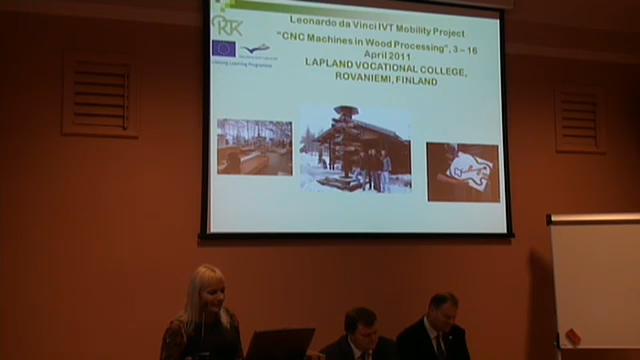 RTK
Leonardo da Vinci IVT Mobility Project
"CNC Machines in Wood Processing", 3 – 16
April 2011
LAPLAND VOCATIONAL COLLEGE,
ROVANIEMI, FINLAND
Lifelong Learning Programme